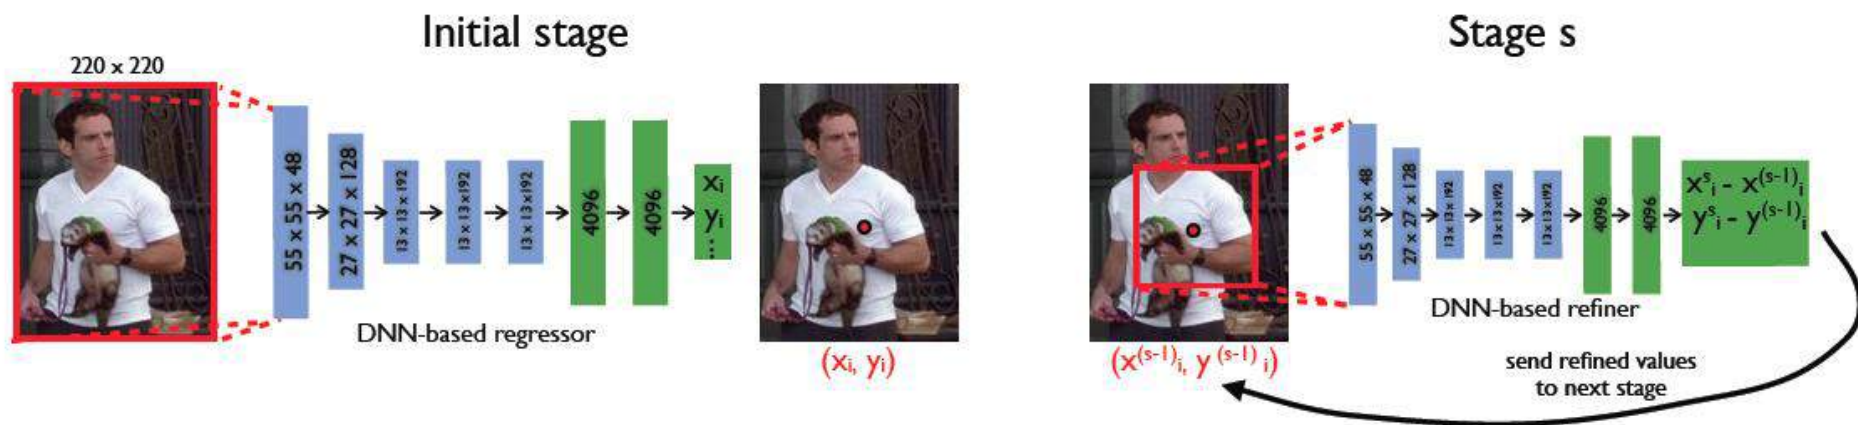 Initial stage
220 x 220
55 x 55 x 48
27 x 27 x 128
13 x 13 x 192
13 x 13 x 192
13 x 13 x 192
4096
4096
xᵢ
yᵢ
...
DNN-based regressor
(xᵢ, yᵢ)
Stage s
55 x 55 x 48
27 x 27 x 128
13 x 13 x 192
13 x 13 x 192
13 x 13 x 192
4096
4096
xˢᵢ - x⁽ˢ⁻¹⁾ᵢ
yˢᵢ - y⁽ˢ⁻¹⁾ᵢ
DNN-based refiner
(x⁽ˢ⁻¹⁾ᵢ, y⁽ˢ⁻¹⁾ᵢ)
send refined values
to next stage